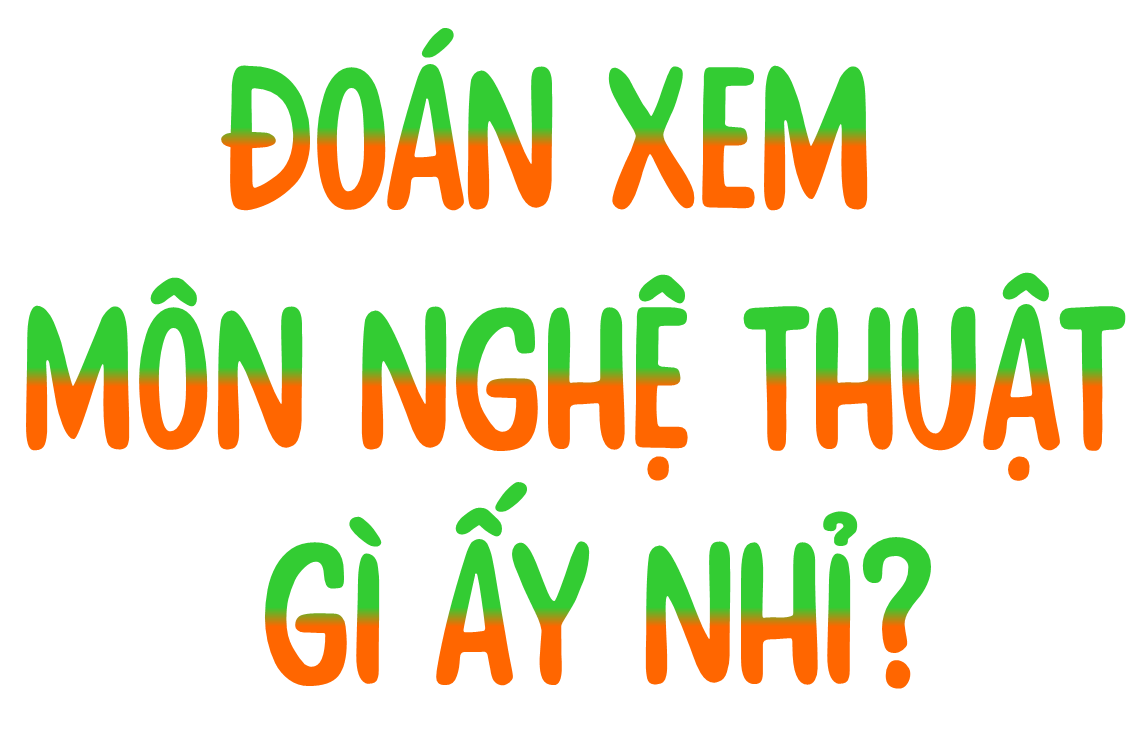 ĐOÁN XEM
MÔN NGHỆ THUẬT
GÌ ẤY NHỈ?